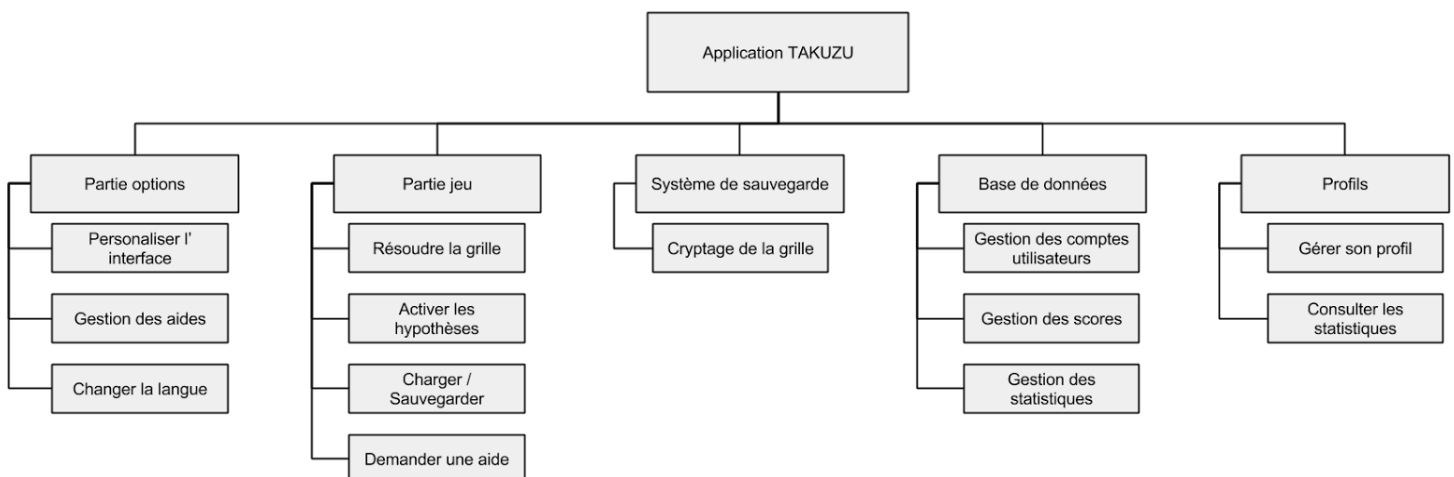 Application TAKUZU
Partie options
Personaliser l’
interface
Gestion des aides
Changer la langue
Partie jeu
Résoudre la grille
Activer les
hypothèses
Charger /
Sauvegarder
Demander une aide
Système de sauvegarde
Cryptage de la grille
Base de données
Gestion des comptes
utilisateurs
Gestion des scores
Gestion des
statistiques
Profils
Gérer son profil
Consulter les
statistiques